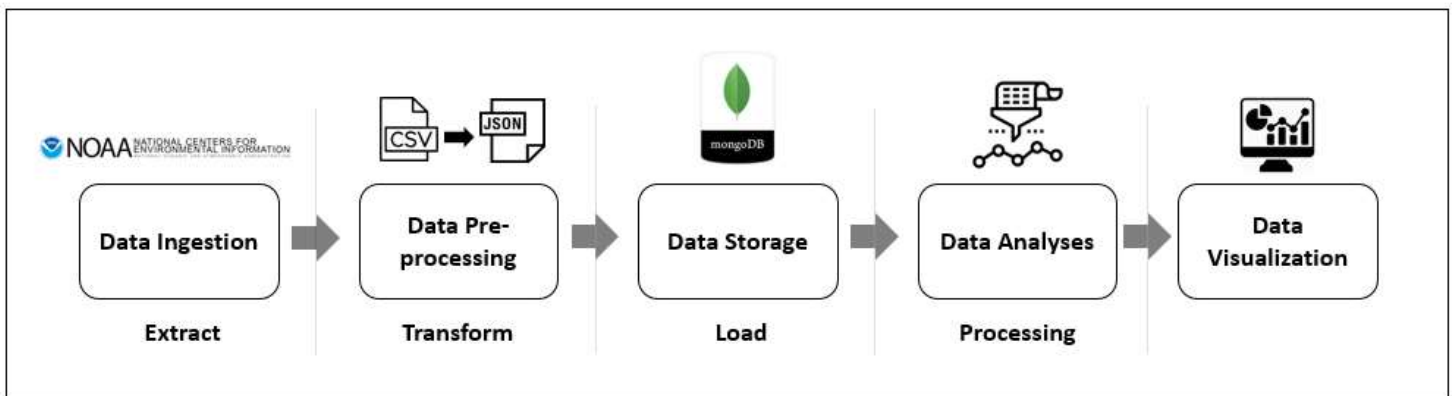 NOAA
NATIONAL CENTERS FOR
ENVIRONMENTAL INFORMATION
CSV
JSON
mongoDB
Data Ingestion
Data Pre-
processing
Data Storage
Data Analyses
Data
Visualization
Extract
Transform
Load
Processing